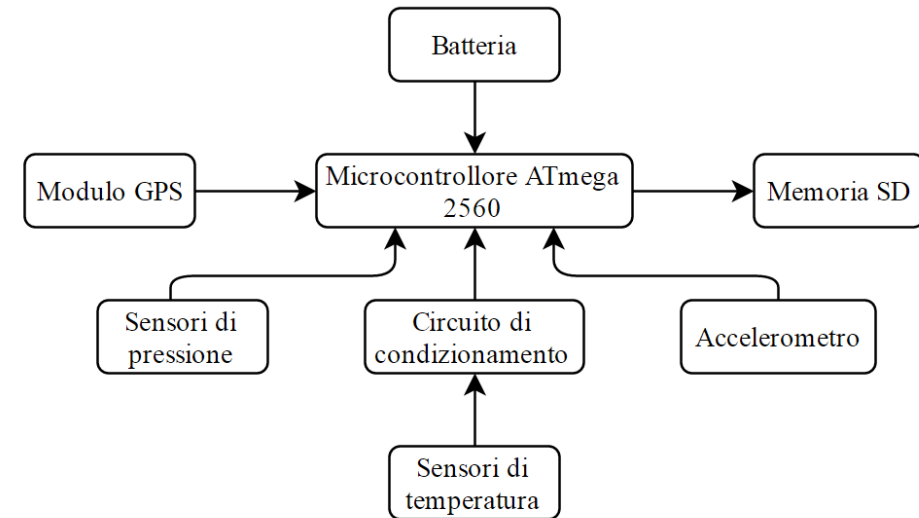 Batteria
Modulo GPS
Microcontrollore ATmega
2560
Memoria SD
Sensori di
pressione
Circuito di
condizionamento
Accelerometro
Sensori di
temperatura